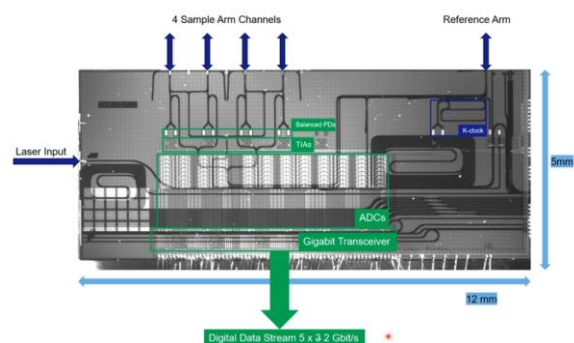 4 Sample Arm Channels
Reference Arm
Balanced PDs
K-clock
TIAs
Laser Input
5mm
ADCs
Gigabit Transceiver
12 mm
Digital Data Stream 5 x 3 2 Gbit/s